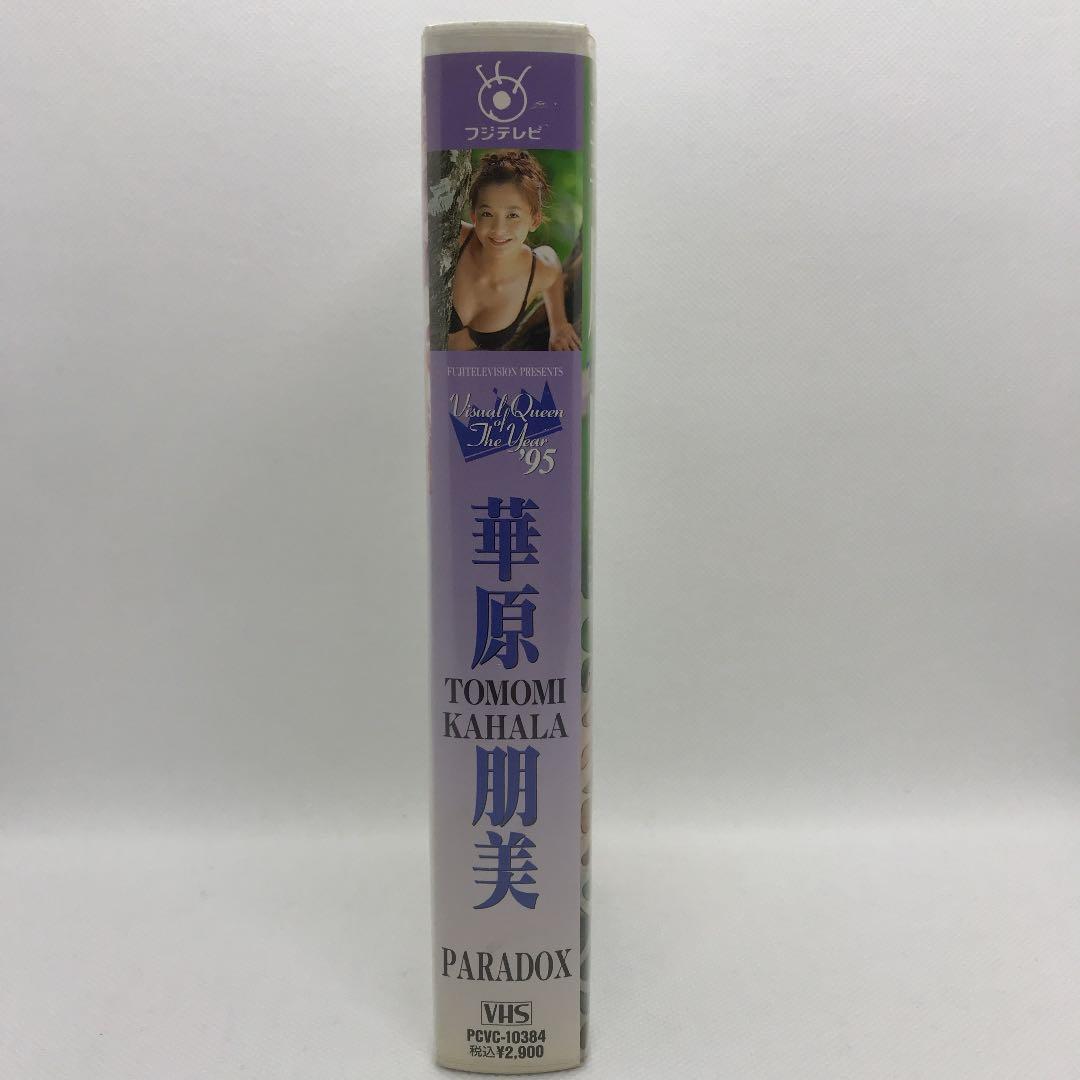 フジテレビ
FUJITELEVISION PRESENTS
Visual Queen
of
The Year
'95
華原
TOMOMI
KAHALA
朋美
PARADOX
VHS
PCVC-10384
税込¥2,900